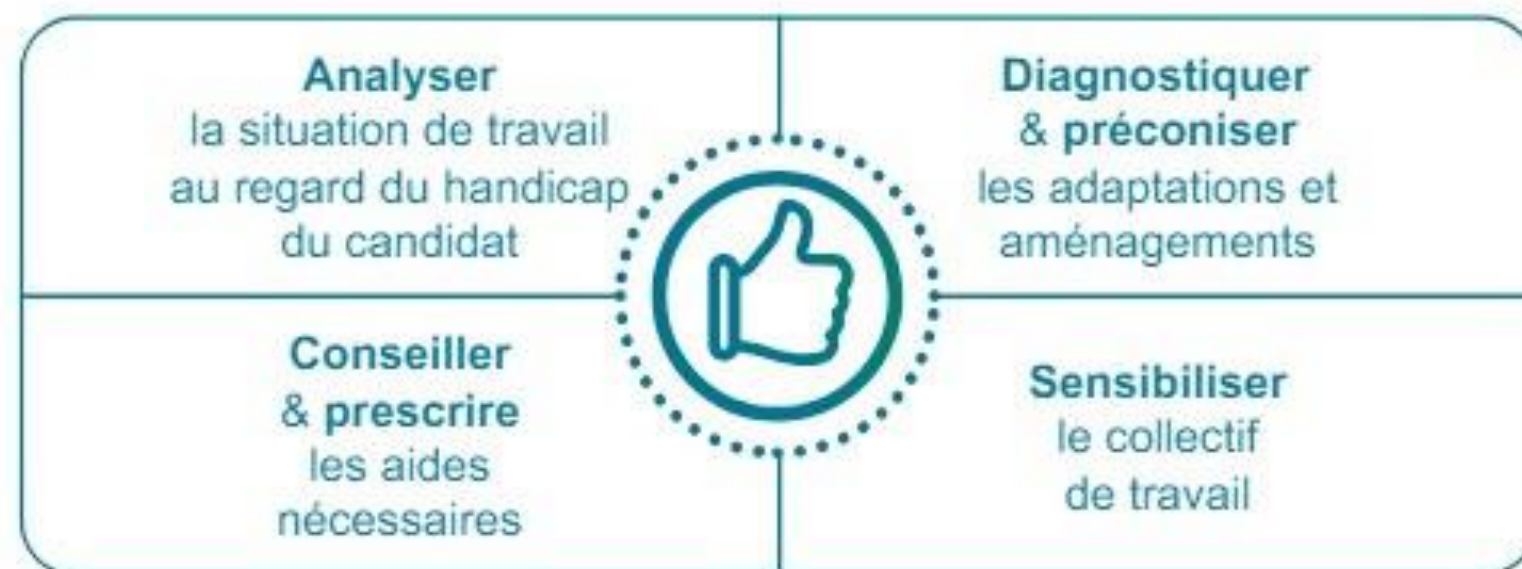 Analyser
la situation de travail
au regard du handicap
du candidat
Diagnostiquer
& préconiser
les adaptations et
aménagements
Conseiller
& prescrire
les aides
nécessaires
Sensibiliser
le collectif
de travail